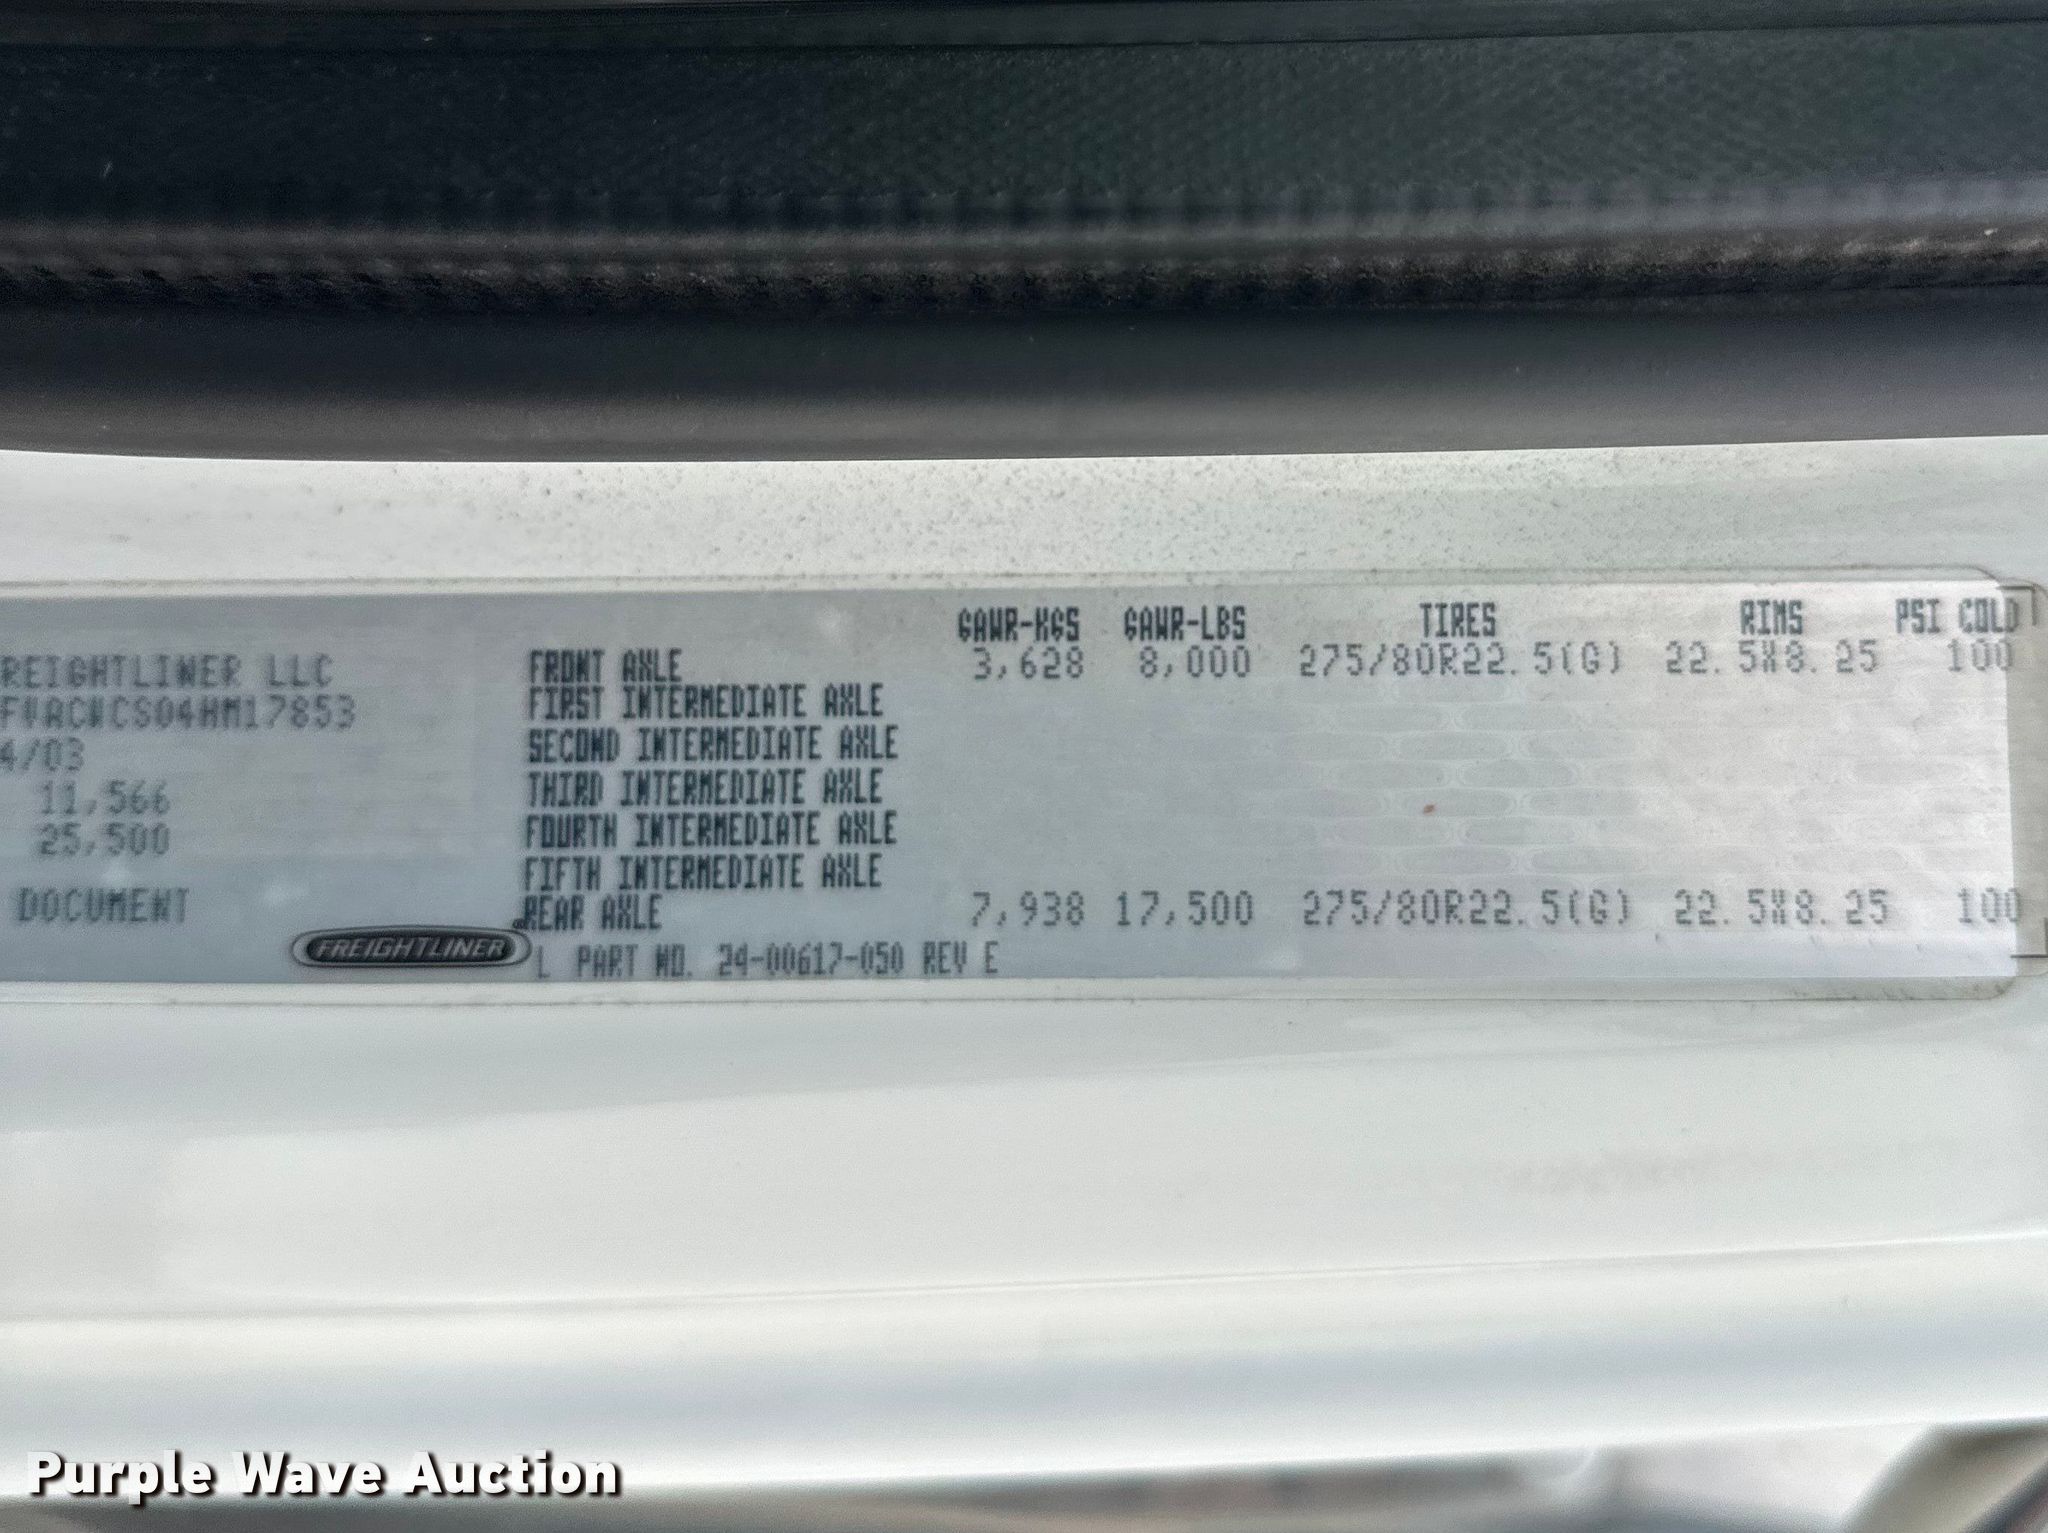 GAWR-KGS GAWR-LBS TIRES RIMS PSI COLD
REIGHTLINER LLC FRONT AXLE 3,628 8,000 275/80R22.5(G) 22.5X8.25 100
FVACWCS04HM17853 FIRST INTERMEDIATE AXLE
4/03 SECOND INTERMEDIATE AXLE
11,566 THIRD INTERMEDIATE AXLE
25,500 FOURTH INTERMEDIATE AXLE
FIFTH INTERMEDIATE AXLE
DOCUMENT REAR AXLE 7,938 17,500 275/80R22.5(G) 22.5X8.25 100
FREIGHTLINER L PART NO. 24-00617-050 REV E
Purple Wave Auction